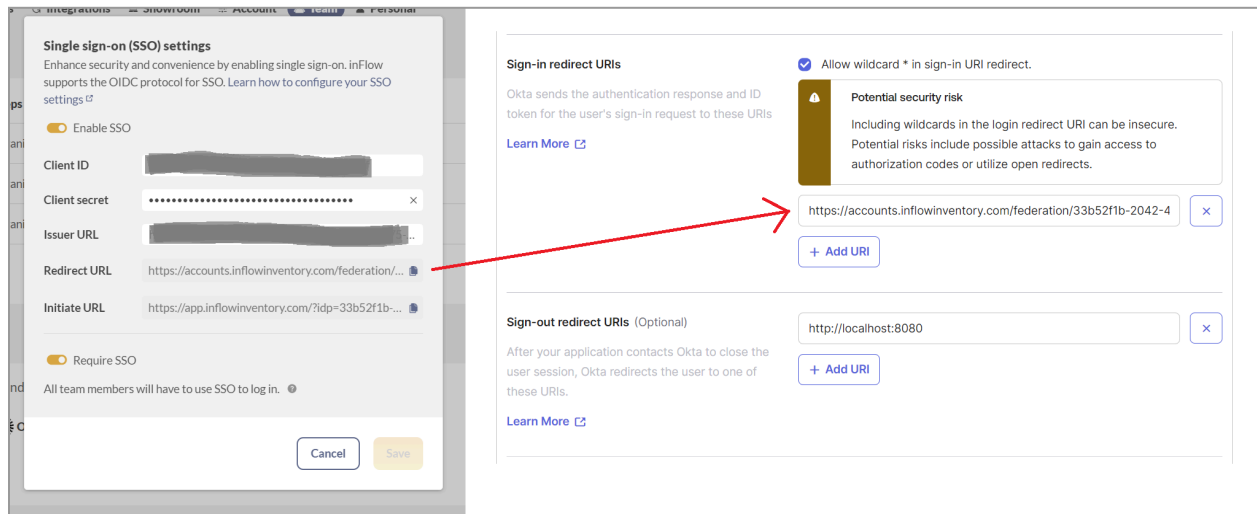 Integrations Showroom Account Team Personal
Single sign-on (SSO) settings
Enhance security and convenience by enabling single sign-on. inFlow
supports the OIDC protocol for SSO. Learn how to configure your SSO
settings
Enable SSO
Client ID
Client secret ••••••••••••••••••••••••••••••••••
Issuer URL ...
Redirect URL https://accounts.inflowinventory.com/federation/...
Initiate URL https://app.inflowinventory.com/?idp=33b52f1b-...
Require SSO
All team members will have to use SSO to log in.
Cancel Save
Sign-in redirect URIs
Okta sends the authentication response and ID
token for the user's sign-in request to these URIs
Learn More
Allow wildcard * in sign-in URI redirect.
Potential security risk
Including wildcards in the login redirect URI can be insecure.
Potential risks include possible attacks to gain access to
authorization codes or utilize open redirects.
https://accounts.inflowinventory.com/federation/33b52f1b-2042-4
+ Add URI
Sign-out redirect URIs (Optional)
After your application contacts Okta to close the
user session, Okta redirects the user to one of
these URIs.
Learn More
http://localhost:8080
+ Add URI